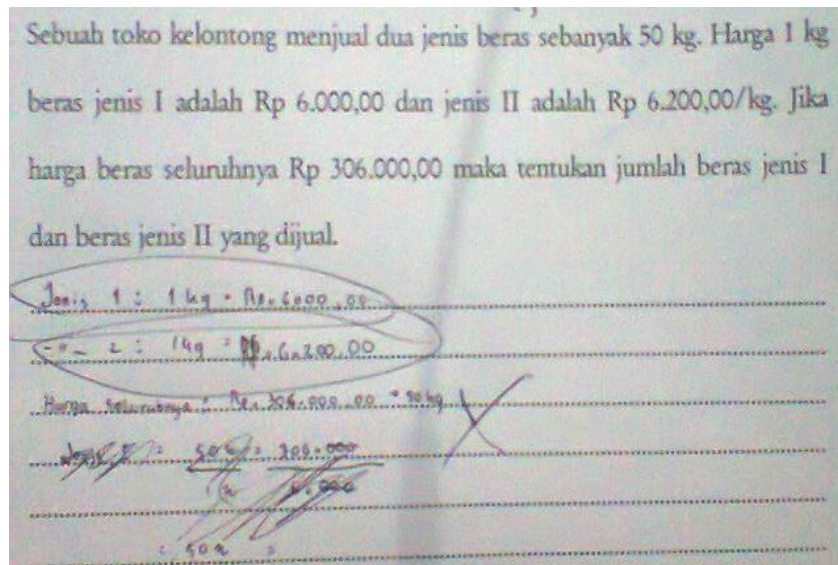 Sebuah toko kelontong menjual dua jenis beras sebanyak 50 kg. Harga 1 kg
beras jenis I adalah Rp 6.000,00 dan jenis II adalah Rp 6.200,00/kg. Jika
harga beras seluruhnya Rp 306.000,00 maka tentukan jumlah beras jenis I
dan beras jenis II yang dijual.
Jenis 1 : 1 kg = Rp. 6000,00
2 : 1kg = Rp. 6.200.00
Harga seluruhnya : Rp. 306.000.00 = 50 kg
= 306.000
: 50